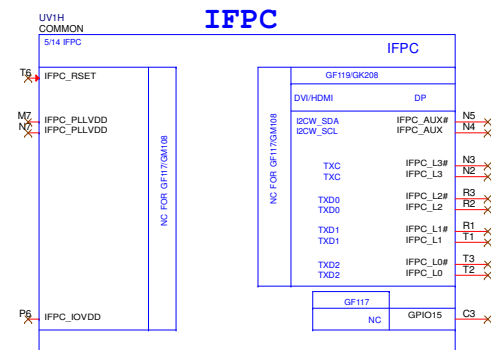 IFPC
UV1H
COMMON
5/14 IFPC
IFPC
T6 IFPC_RSET
GF119/GK208
DVI/HDMI DP
M7 IFPC_PLLVDD
N7 IFPC_PLLVDD
NC FOR GF117/GM108
NC FOR GF117/GM108
I2CW_SDA IFPC_AUX# N5
I2CW_SCL IFPC_AUX N4
TXC IFPC_L3# N3
TXC IFPC_L3 N2
TXD0 IFPC_L2# R3
TXD0 IFPC_L2 R2
TXD1 IFPC_L1# R1
TXD1 IFPC_L1 T1
TXD2 IFPC_L0# T3
TXD2 IFPC_L0 T2
GF117
P6 IFPC_IOVDD
NC GPIO15 C3